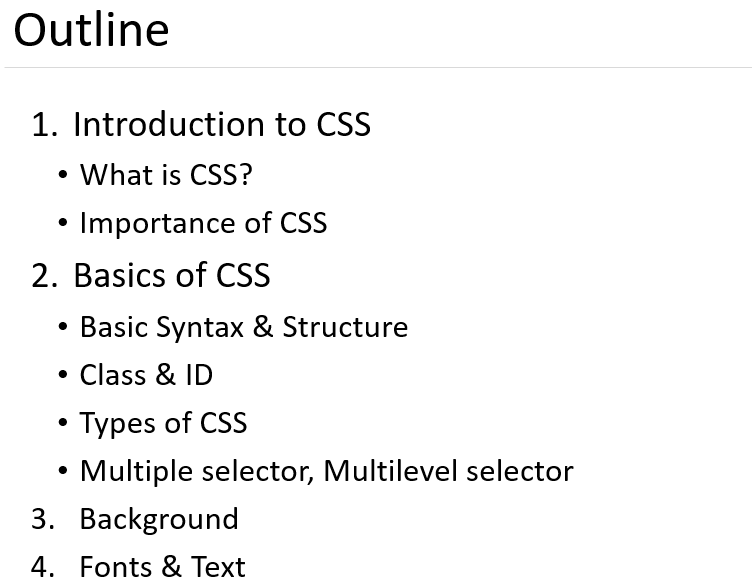 Outline
1. Introduction to CSS
• What is CSS?
• Importance of CSS
2. Basics of CSS
• Basic Syntax & Structure
• Class & ID
• Types of CSS
• Multiple selector, Multilevel selector
3. Background
4. Fonts & Text